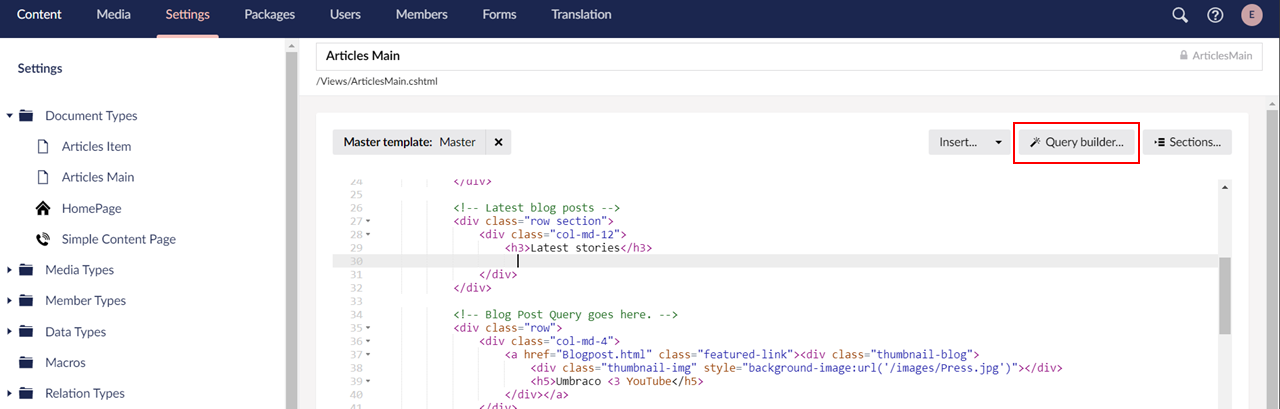 Content Media Settings Packages Users Members Forms Translation E
Settings
Document Types
Articles Item
Articles Main
HomePage
Simple Content Page
Media Types
Member Types
Data Types
Macros
Relation Types
Articles Main ArticlesMain
/Views/ArticlesMain.cshtml
Master template: Master Insert... Query builder... Sections...
24 </div>
25
26 <!-- Latest blog posts -->
27 <div class="row section">
28 <div class="col-md-12">
29 <h3>Latest stories</h3>
30
31 </div>
32 </div>
33
34 <!-- Blog Post Query goes here. -->
35 <div class="row">
36 <div class="col-md-4">
37 <a href="Blogpost.html" class="featured-link"><div class="thumbnail-blog">
38 <div class="thumbnail-img" style="background-image:url('/images/Press.jpg')"></div>
39 <h5>Umbraco <3 YouTube</h5>
40 </div></a>
41 </div>